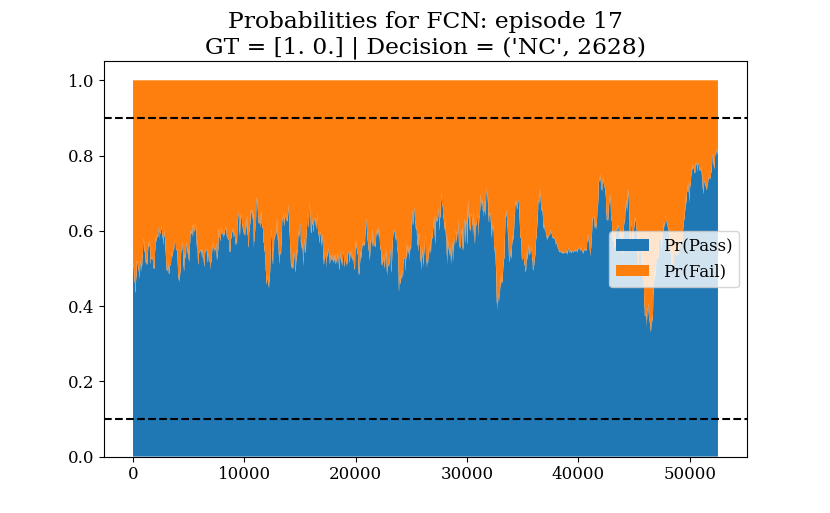 Probabilities for FCN: episode 17
GT = [1. 0.] | Decision = ('NC', 2628)
1.0
0.8
0.6
0.4
0.2
0.0
Pr(Pass)
Pr(Fail)
0 10000 20000 30000 40000 50000